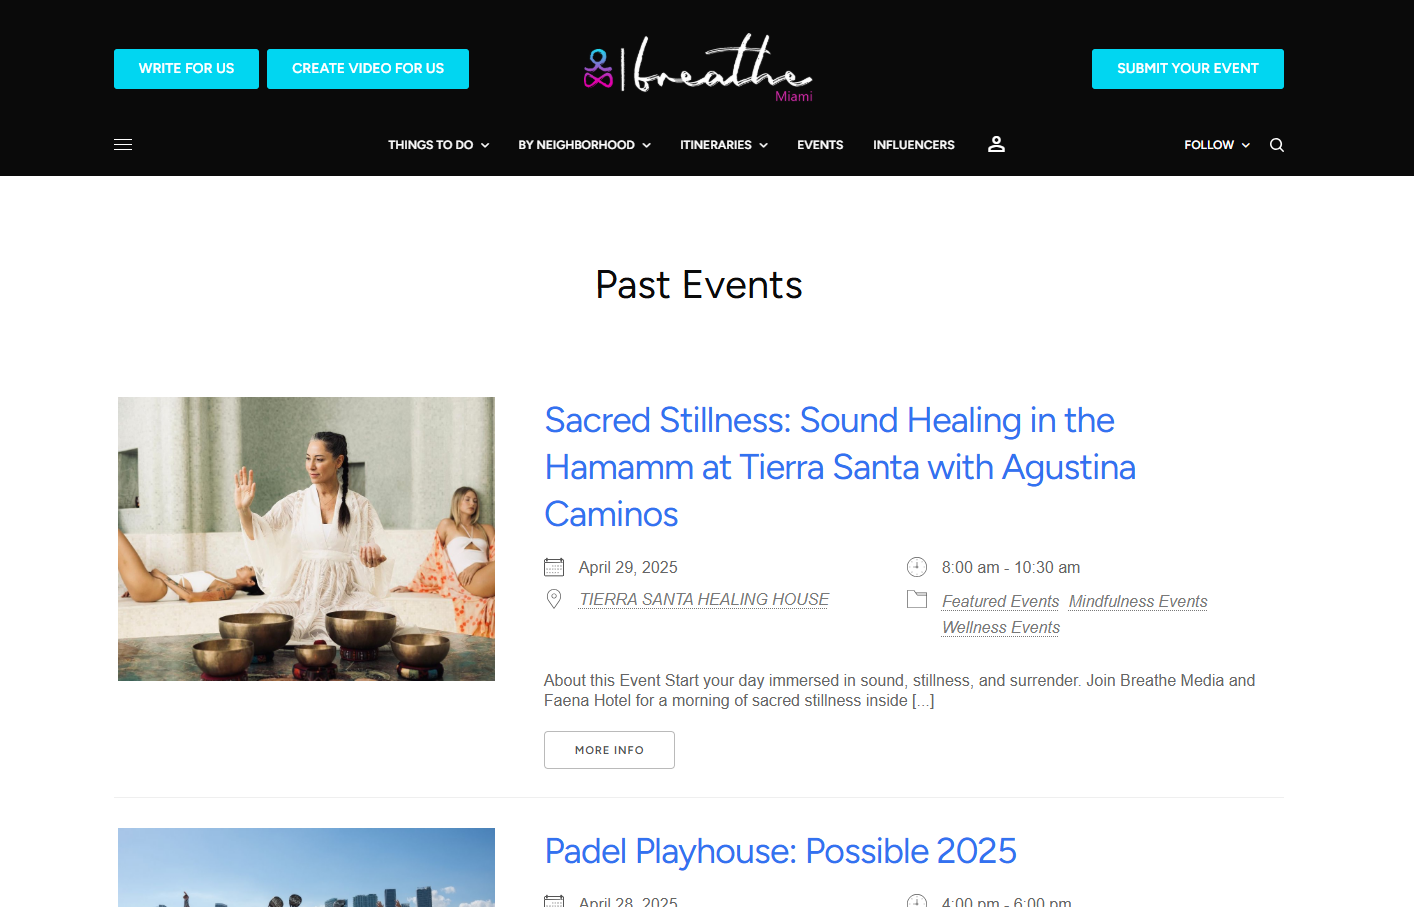 WRITE FOR US
CREATE VIDEO FOR US
breathe
Miami
SUBMIT YOUR EVENT
THINGS TO DO
BY NEIGHBORHOOD
ITINERARIES
EVENTS
INFLUENCERS
FOLLOW
Past Events
Sacred Stillness: Sound Healing in the
Hamamm at Tierra Santa with Agustina
Caminos
April 29, 2025
8:00 am - 10:30 am
TIERRA SANTA HEALING HOUSE
Featured Events Mindfulness Events
Wellness Events
About this Event Start your day immersed in sound, stillness, and surrender. Join Breathe Media and
Faena Hotel for a morning of sacred stillness inside [...]
MORE INFO
Padel Playhouse: Possible 2025
April 28, 2025
4:00 pm - 6:00 pm